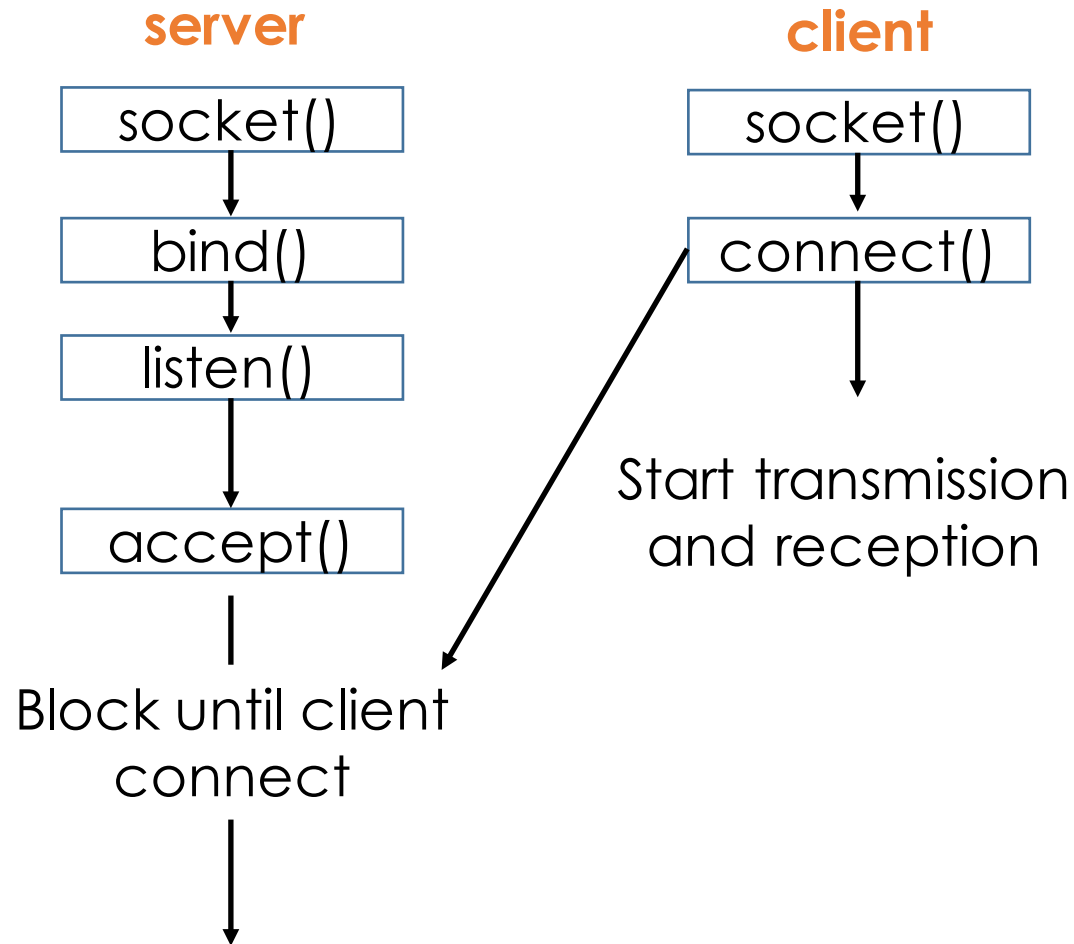 server
socket()
bind()
listen()
accept()
Block until client
connect
client
socket()
connect()
Start transmission
and reception